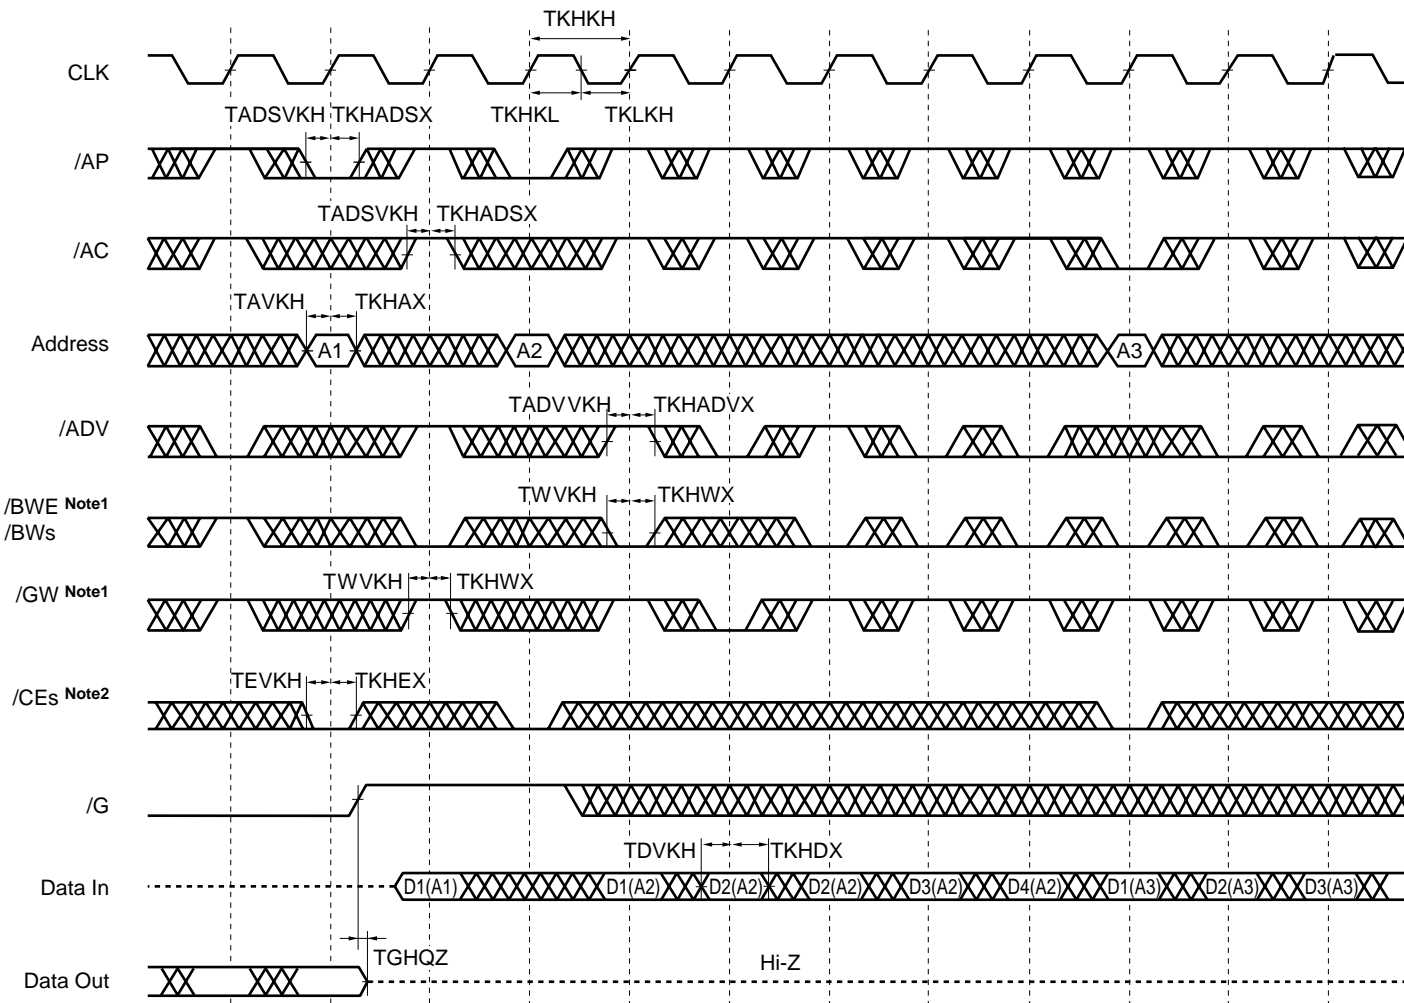 TKHKH
CLK
TADSVKH TKHADSX TKHKL TKLKH
/AP
TADSVKH TKHADSX
/AC
TAVKH TKHAX
Address A1 A2 A3
TADVVKH TKHADVX
/ADV
TWVKH TKHWX
/BWE Note1
/BWs
TWVKH TKHWX
/GW Note1
TEVKH TKHEX
/CEs Note2
/G
TDVKH TKHDX
Data In D1(A1) D1(A2) D2(A2) D2(A2) D3(A2) D4(A2) D1(A3) D2(A3) D3(A3)
TGHQZ
Hi-Z
Data Out